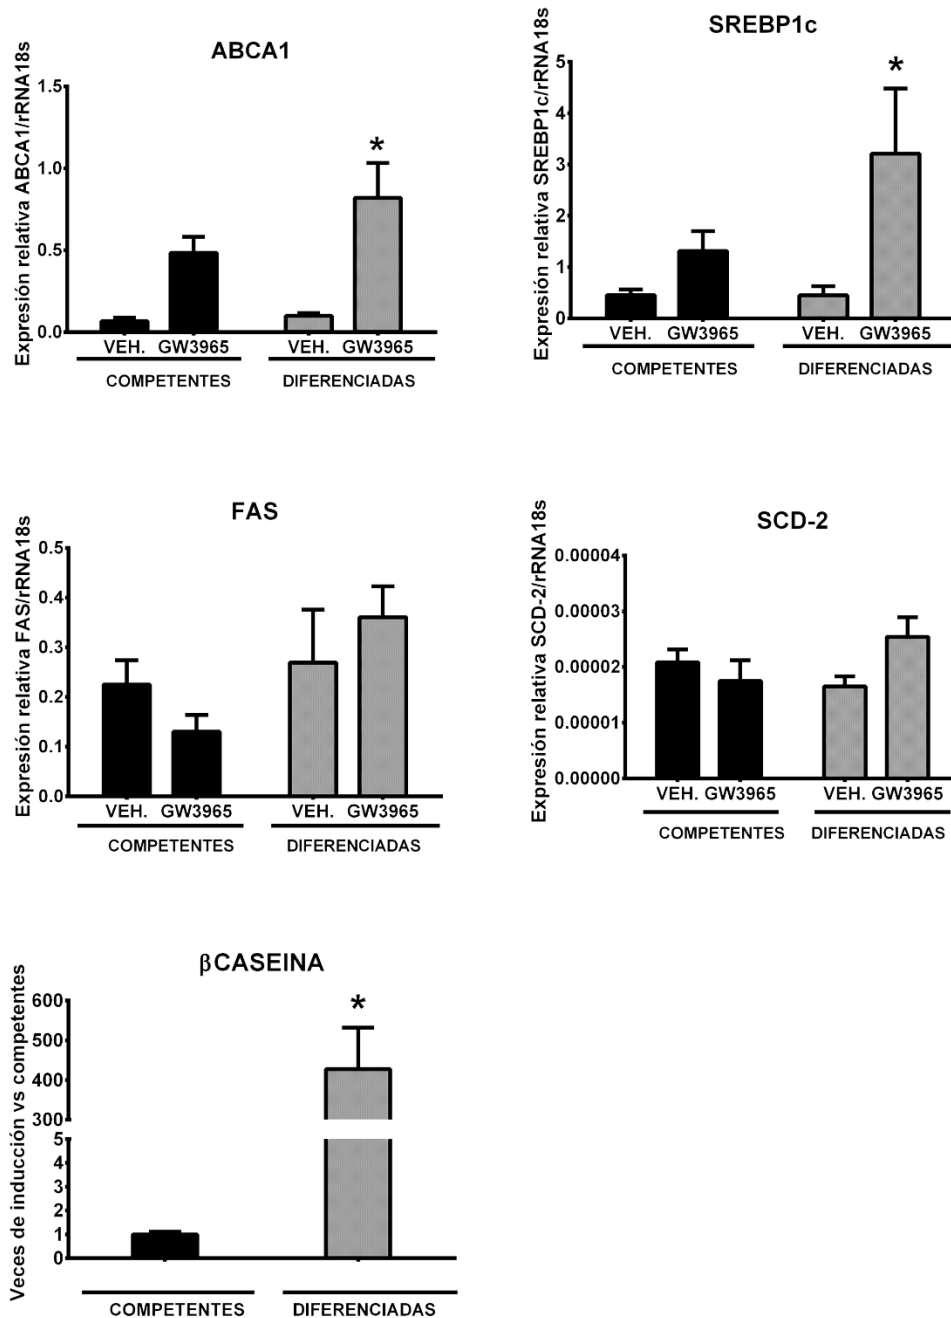 ABCA1
Expresión relativa ABCA1/rRNA18s
1.5
1.0
0.5
0.0
*
VEH. GW3965 VEH. GW3965
COMPETENTES DIFERENCIADAS
SREBP1c
Expresión relativa SREBP1c/rRNA18s
5
4
3
2
1
0
*
VEH. GW3965 VEH. GW3965
COMPETENTES DIFERENCIADAS
FAS
Expresión relativa FAS/rRNA18s
0.5
0.4
0.3
0.2
0.1
0.0
VEH. GW3965 VEH. GW3965
COMPETENTES DIFERENCIADAS
SCD-2
Expresión relativa SCD-2/rRNA18s
0.00004
0.00003
0.00002
0.00001
0.00000
VEH. GW3965 VEH. GW3965
COMPETENTES DIFERENCIADAS
βCASEINA
Veces de inducción vs competentes
600
500
400
300
5
4
3
2
1
0
*
COMPETENTES DIFERENCIADAS